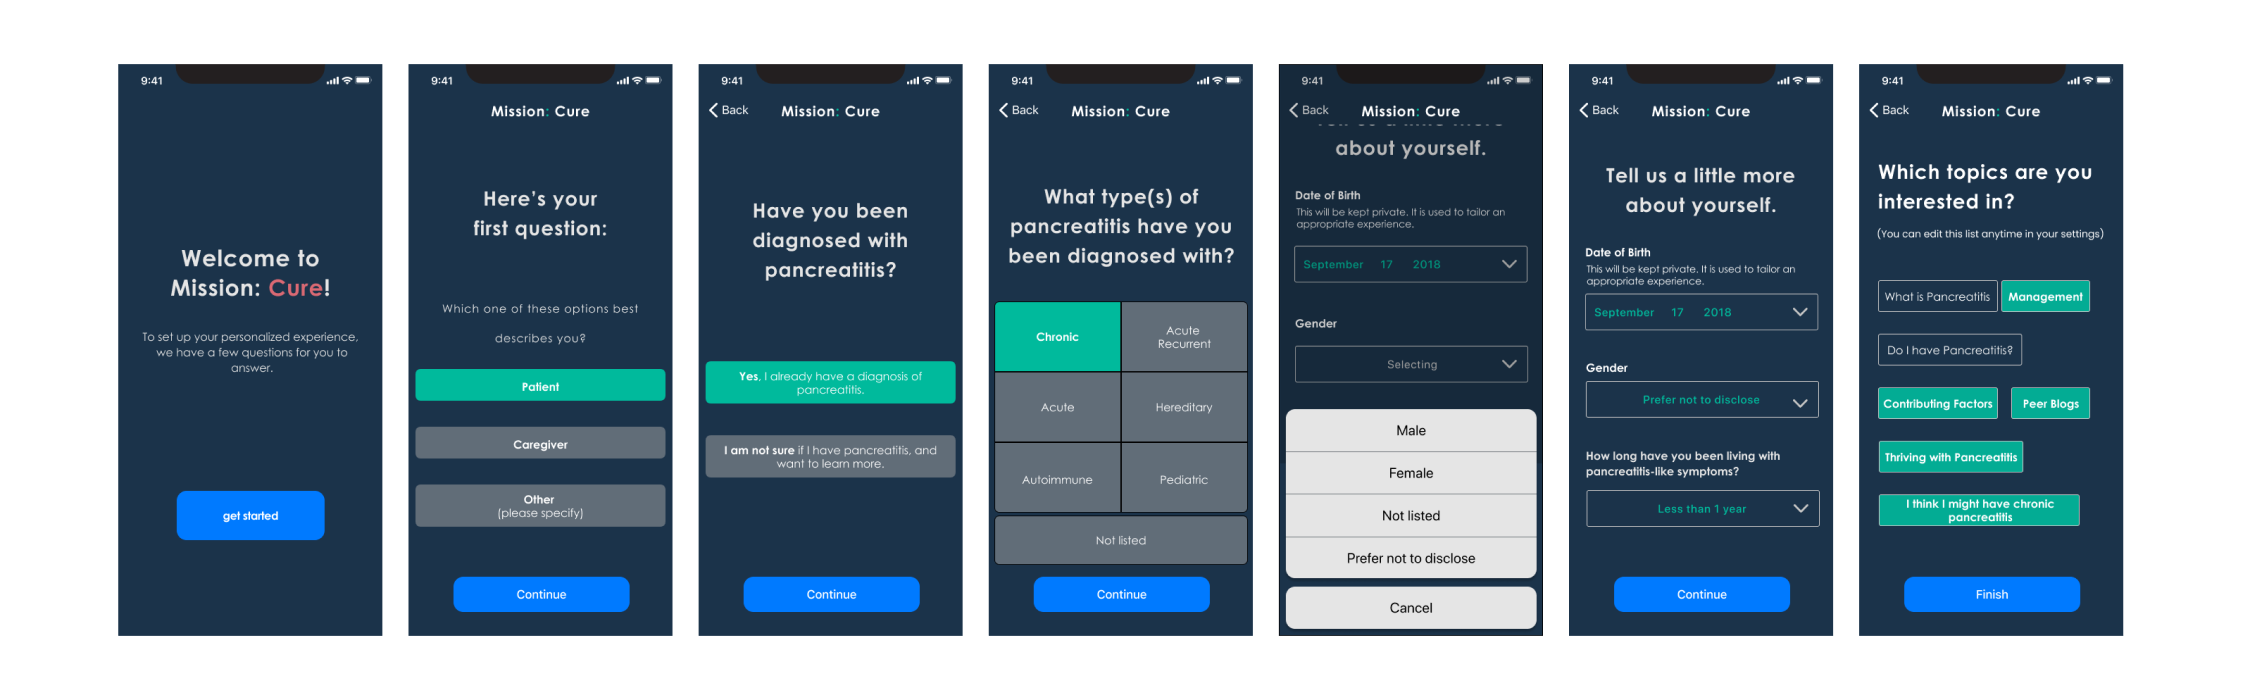 9:41
Welcome to
Mission: Cure!
To set up your personalized experience,
we have a few questions for you to
answer.
get started
9:41
Mission: Cure
Here's your
first question:
Which one of these options best
describes you?
Patient
Caregiver
Other
(please specify)
Continue
9:41
Back Mission: Cure
Have you been
diagnosed with
pancreatitis?
Yes, I already have a diagnosis of
pancreatitis.
I am not sure if I have pancreatitis, and
want to learn more.
Continue
9:41
Back Mission: Cure
What type(s) of
pancreatitis have you
been diagnosed with?
Chronic
Acute
Recurrent
Acute
Hereditary
Autoimmune
Pediatric
Not listed
Continue
9:41
Back Mission: Cure
about yourself.
Date of Birth
This will be kept private. It is used to tailor an
appropriate experience.
September 17 2018
Gender
Selecting
Male
Female
Not listed
Prefer not to disclose
Cancel
9:41
Back Mission: Cure
Tell us a little more
about yourself.
Date of Birth
This will be kept private. It is used to tailor an
appropriate experience.
September 17 2018
Gender
Prefer not to disclose
How long have you been living with
pancreatitis-like symptoms?
Less than 1 year
Continue
9:41
Back Mission: Cure
Which topics are you
interested in?
(You can edit this list anytime in your settings)
What is Pancreatitis Management
Do I have Pancreatitis?
Contributing Factors Peer Blogs
Thriving with Pancreatitis
I think I might have chronic
pancreatitis
Finish